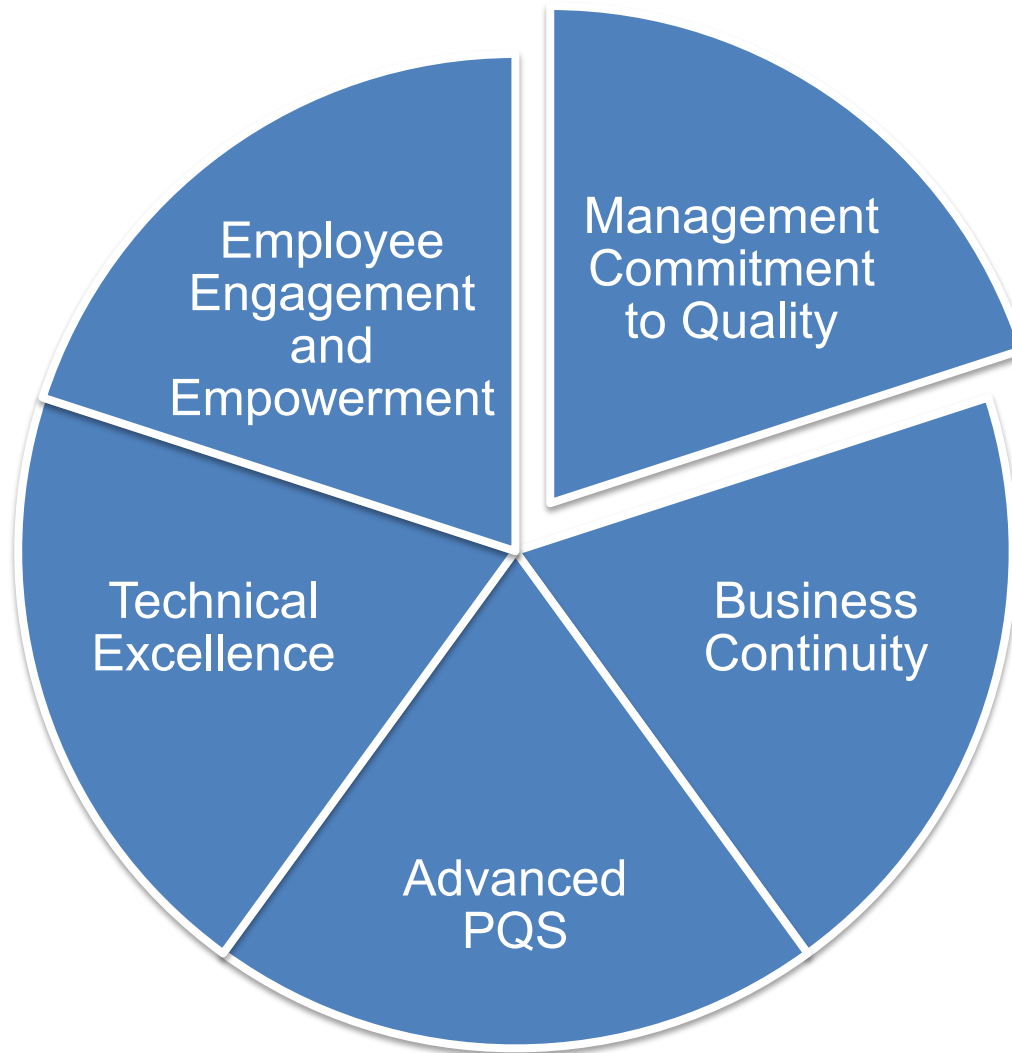 Management
Commitment
to Quality
Business
Continuity
Advanced
PQS
Technical
Excellence
Employee
Engagement
and
Empowerment